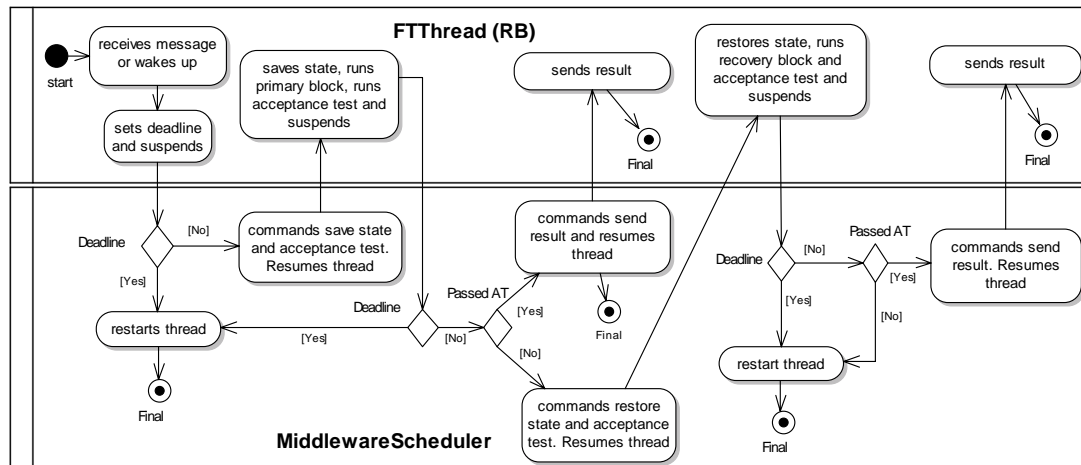 FTThread (RB)
start
receives message
or wakes up
sets deadline
and suspends
saves state, runs
primary block, runs
acceptance test and
suspends
sends result
Final
restores state, runs
recovery block and
acceptance test and
suspends
sends result
Final
Deadline
[No]
[Yes]
commands save state
and acceptance test.
Resumes thread
restarts thread
Final
Deadline
[Yes]
[No]
Passed AT
[Yes]
[No]
commands send
result and resumes
thread
Final
commands restore
state and acceptance
test. Resumes thread
Deadline
[No]
[Yes]
Passed AT
[Yes]
[No]
commands send
result. Resumes
thread
restart thread
Final
MiddlewareScheduler